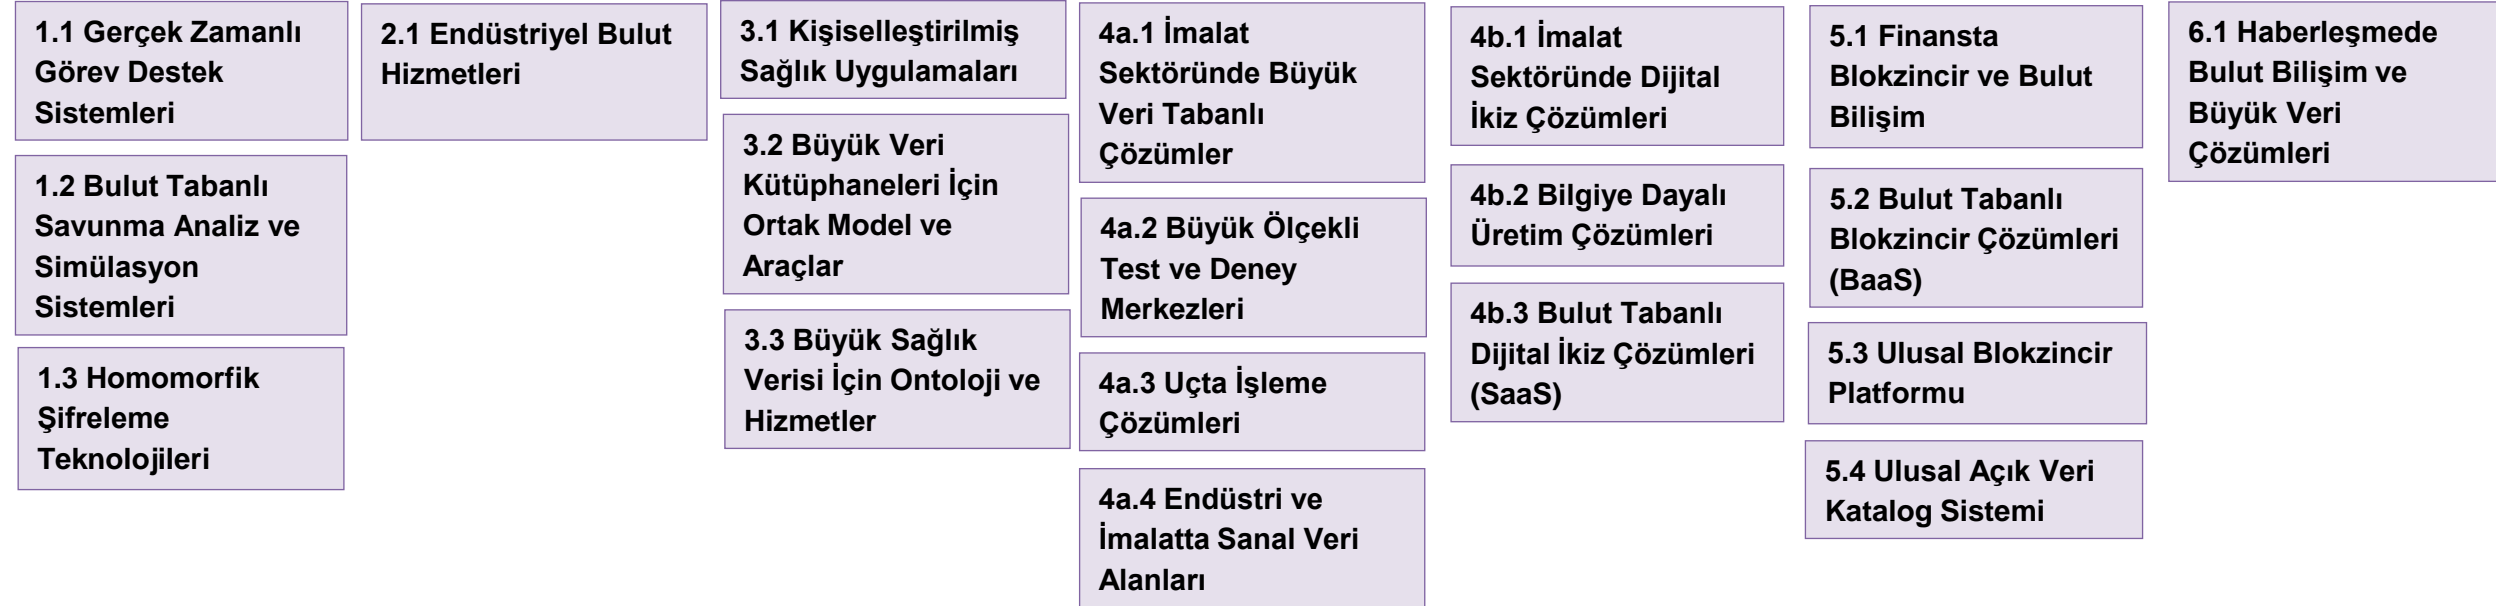 1.1 Gerçek Zamanlı
Görev Destek
Sistemleri
1.2 Bulut Tabanlı
Savunma Analiz ve
Simülasyon
Sistemleri
1.3 Homomorfik
Şifreleme
Teknolojileri
2.1 Endüstriyel Bulut
Hizmetleri
3.1 Kişiselleştirilmiş
Sağlık Uygulamaları
3.2 Büyük Veri
Kütüphaneleri İçin
Ortak Model ve
Araçlar
3.3 Büyük Sağlık
Verisi İçin Ontoloji ve
Hizmetler
4a.1 İmalat
Sektöründe Büyük
Veri Tabanlı
Çözümler
4a.2 Büyük Ölçekli
Test ve Deney
Merkezleri
4a.3 Uçta İşleme
Çözümleri
4a.4 Endüstri ve
İmalatta Sanal Veri
Alanları
4b.1 İmalat
Sektöründe Dijital
İkiz Çözümleri
4b.2 Bilgiye Dayalı
Üretim Çözümleri
4b.3 Bulut Tabanlı
Dijital İkiz Çözümleri
(SaaS)
5.1 Finansta
Blokzincir ve Bulut
Bilişim
5.2 Bulut Tabanlı
Blokzincir Çözümleri
(BaaS)
5.3 Ulusal Blokzincir
Platformu
5.4 Ulusal Açık Veri
Katalog Sistemi
6.1 Haberleşmede
Bulut Bilişim ve
Büyük Veri
Çözümleri